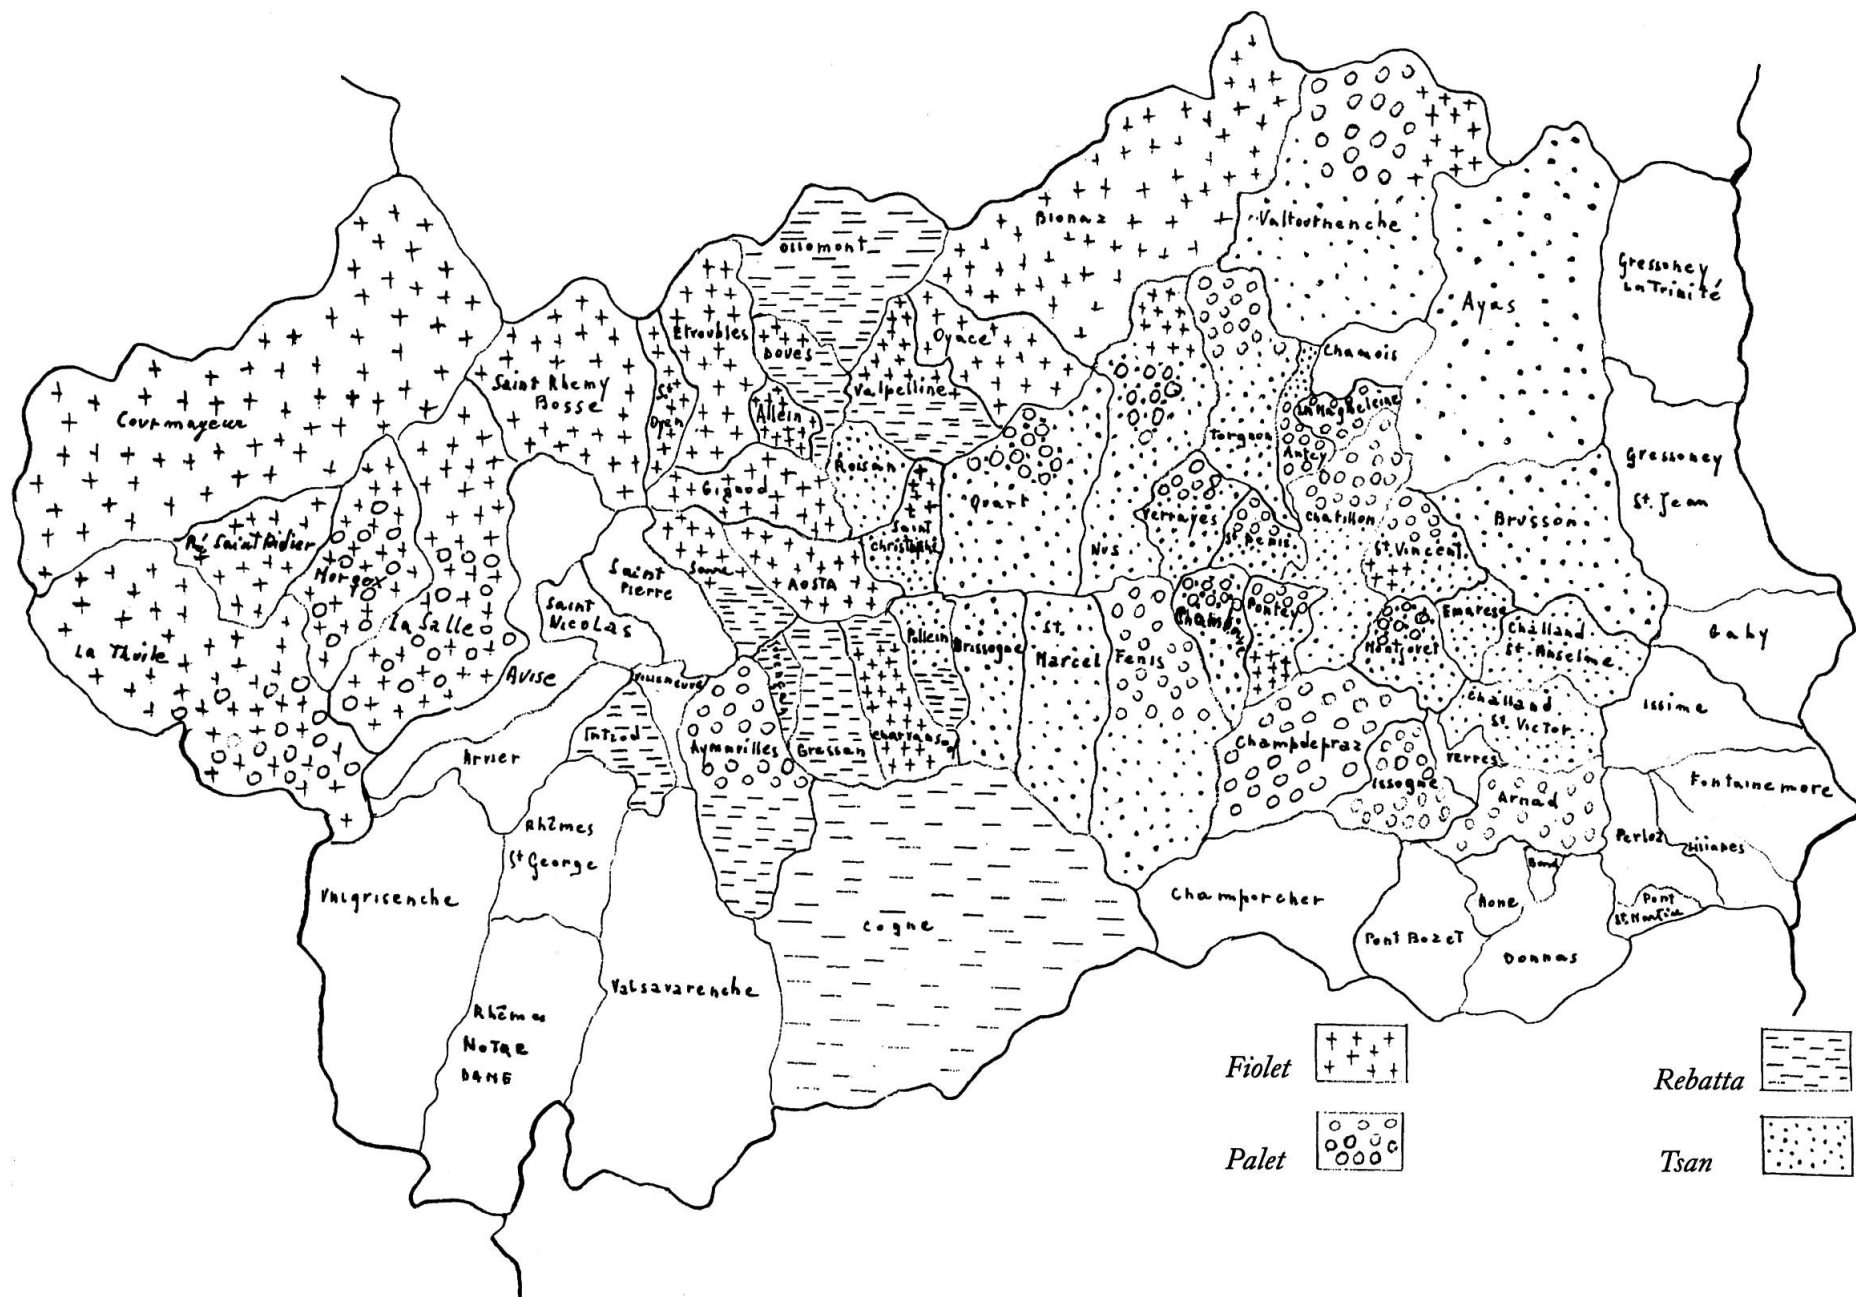 Bionaz
Valtournenche
Ollomont
Gressoney
La Trinité
Ayas
Etroubles
Doues
Oyace
Chamois
Saint Rhemy
Bosse
St
Oyen
Valpelline
Allein
La Magheleine
Courmayeur
Antey
Torgnon
Roisan
Gressoney
St. Jean
Gignod
Quart
Verrayes
Chatillon
Brusson
Pré Saint Didier
Saint
Christophe
Nus
St Denis
St. Vincent
Morgex
Saint
Pierre
Sarre
AOSTA
Saint
Nicolas
La Salle
Pollein
Brissogne
St.
Marcel
Fenis
Pontey
Montjovet
Emarese
Challand
St. Anselme
Gaby
La Thuile
Avise
Villeneuve
Challand
St. Victor
Issime
Introd
Aymavilles
Gressan
Charvensod
Champdepraz
Verres
Arvier
Issogne
Arnad
Fontainemore
Rhêmes
St George
Perloz
Lilianes
Bard
Valgrisenche
Cogne
Champorcher
Hone
Pont
St. Martin
Pont Bozet
Donnas
Valsavarenche
Rhêmes
NOTRE
DAME
Fiolet
Rebatta
Palet
Tsan